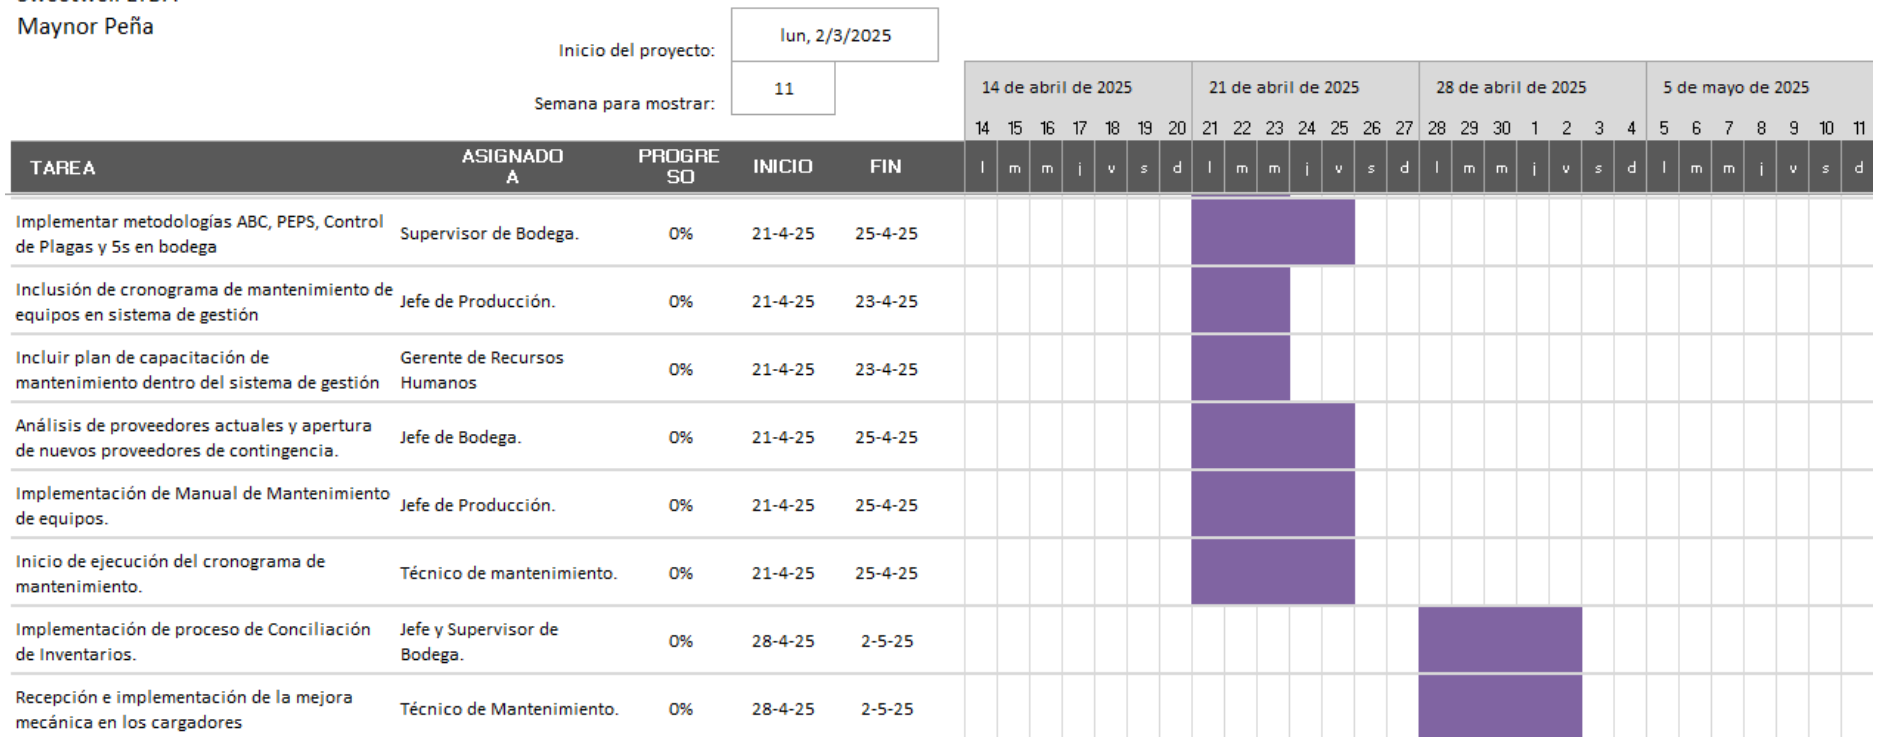 Maynor Peña
Inicio del proyecto: lun, 2/3/2025
Semana para mostrar: 11
14 de abril de 2025 21 de abril de 2025 28 de abril de 2025 5 de mayo de 2025
14 15 16 17 18 19 20 21 22 23 24 25 26 27 28 29 30 1 2 3 4 5 6 7 8 9 10 11
TAREA ASIGNADO A PROGRESO INICIO FIN l m m j v s d l m m j v s d l m m j v s d l m m j v s d
Implementar metodologías ABC, PEPS, Control
de Plagas y 5s en bodega
Supervisor de Bodega. 0% 21-4-25 25-4-25
Inclusión de cronograma de mantenimiento de
equipos en sistema de gestión
Jefe de Producción. 0% 21-4-25 23-4-25
Incluir plan de capacitación de
mantenimiento dentro del sistema de gestión
Gerente de Recursos
Humanos
0% 21-4-25 23-4-25
Análisis de proveedores actuales y apertura
de nuevos proveedores de contingencia.
Jefe de Bodega. 0% 21-4-25 25-4-25
Implementación de Manual de Mantenimiento
de equipos.
Jefe de Producción. 0% 21-4-25 25-4-25
Inicio de ejecución del cronograma de
mantenimiento.
Técnico de mantenimiento. 0% 21-4-25 25-4-25
Implementación de proceso de Conciliación
de Inventarios.
Jefe y Supervisor de
Bodega.
0% 28-4-25 2-5-25
Recepción e implementación de la mejora
mecánica en los cargadores
Técnico de Mantenimiento. 0% 28-4-25 2-5-25